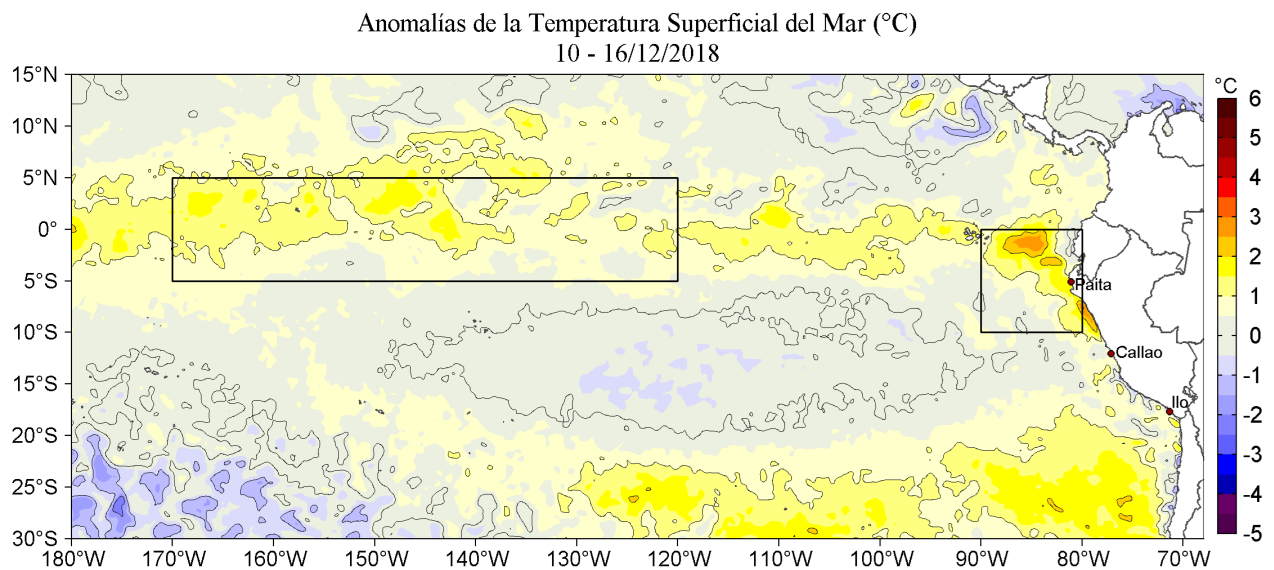 Anomalías de la Temperatura Superficial del Mar (°C)
10 - 16/12/2018
15°N
10°N
5°N
0°
5°S
10°S
15°S
20°S
25°S
30°S
180°W
170°W
160°W
150°W
140°W
130°W
120°W
110°W
100°W
90°W
80°W
70°W
Paita
Callao
Ilo
°C
6
5
4
3
2
1
0
-1
-2
-3
-4
-5